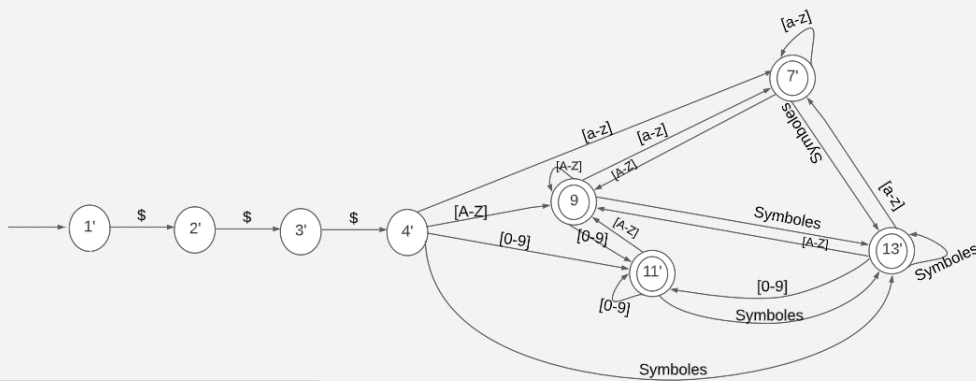 [a-z]
7'
[a-z]
[a-z]
Symboles
[A-Z]
[A-Z]
[a-z]
1'
$
2'
$
3'
$
4'
[A-Z]
9
Symboles
[A-Z]
[A-Z]
[0-9]
[0-9]
13'
Symboles
11'
[0-9]
[0-9]
Symboles
Symboles